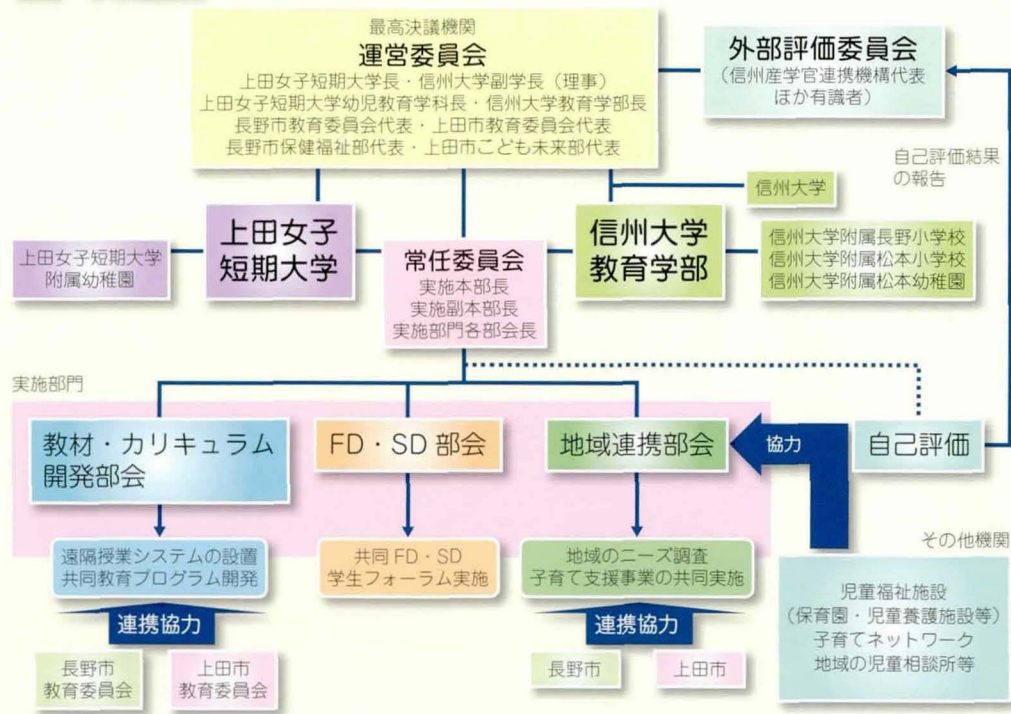 最高決議機関
運営委員会
上田女子短期大学長・信州大学副学長（理事）
上田女子短期大学幼児教育学科長・信州大学教育学部長
長野市教育委員会代表・上田市教育委員会代表
長野市保健福祉部代表・上田市こども未来部代表
外部評価委員会
（信州産学官連携機構代表
ほか有識者）
自己評価結果
の報告
信州大学
上田女子短期大学
附属幼稚園
上田女子
短期大学
常任委員会
実施本部長
実施副本部長
実施部門各部会長
信州大学
教育学部
信州大学附属長野小学校
信州大学附属松本小学校
信州大学附属松本幼稚園
実施部門
教材・カリキュラム
開発部会
FD・SD 部会
地域連携部会
協力
自己評価
遠隔授業システムの設置
共同教育プログラム開発
共同 FD・SD
学生フォーラム実施
地域のニーズ調査
子育て支援事業の共同実施
その他機関
児童福祉施設
（保育園・児童養護施設等）
子育てネットワーク
地域の児童相談所等
連携協力
長野市
教育委員会
上田市
教育委員会
連携協力
長野市
上田市